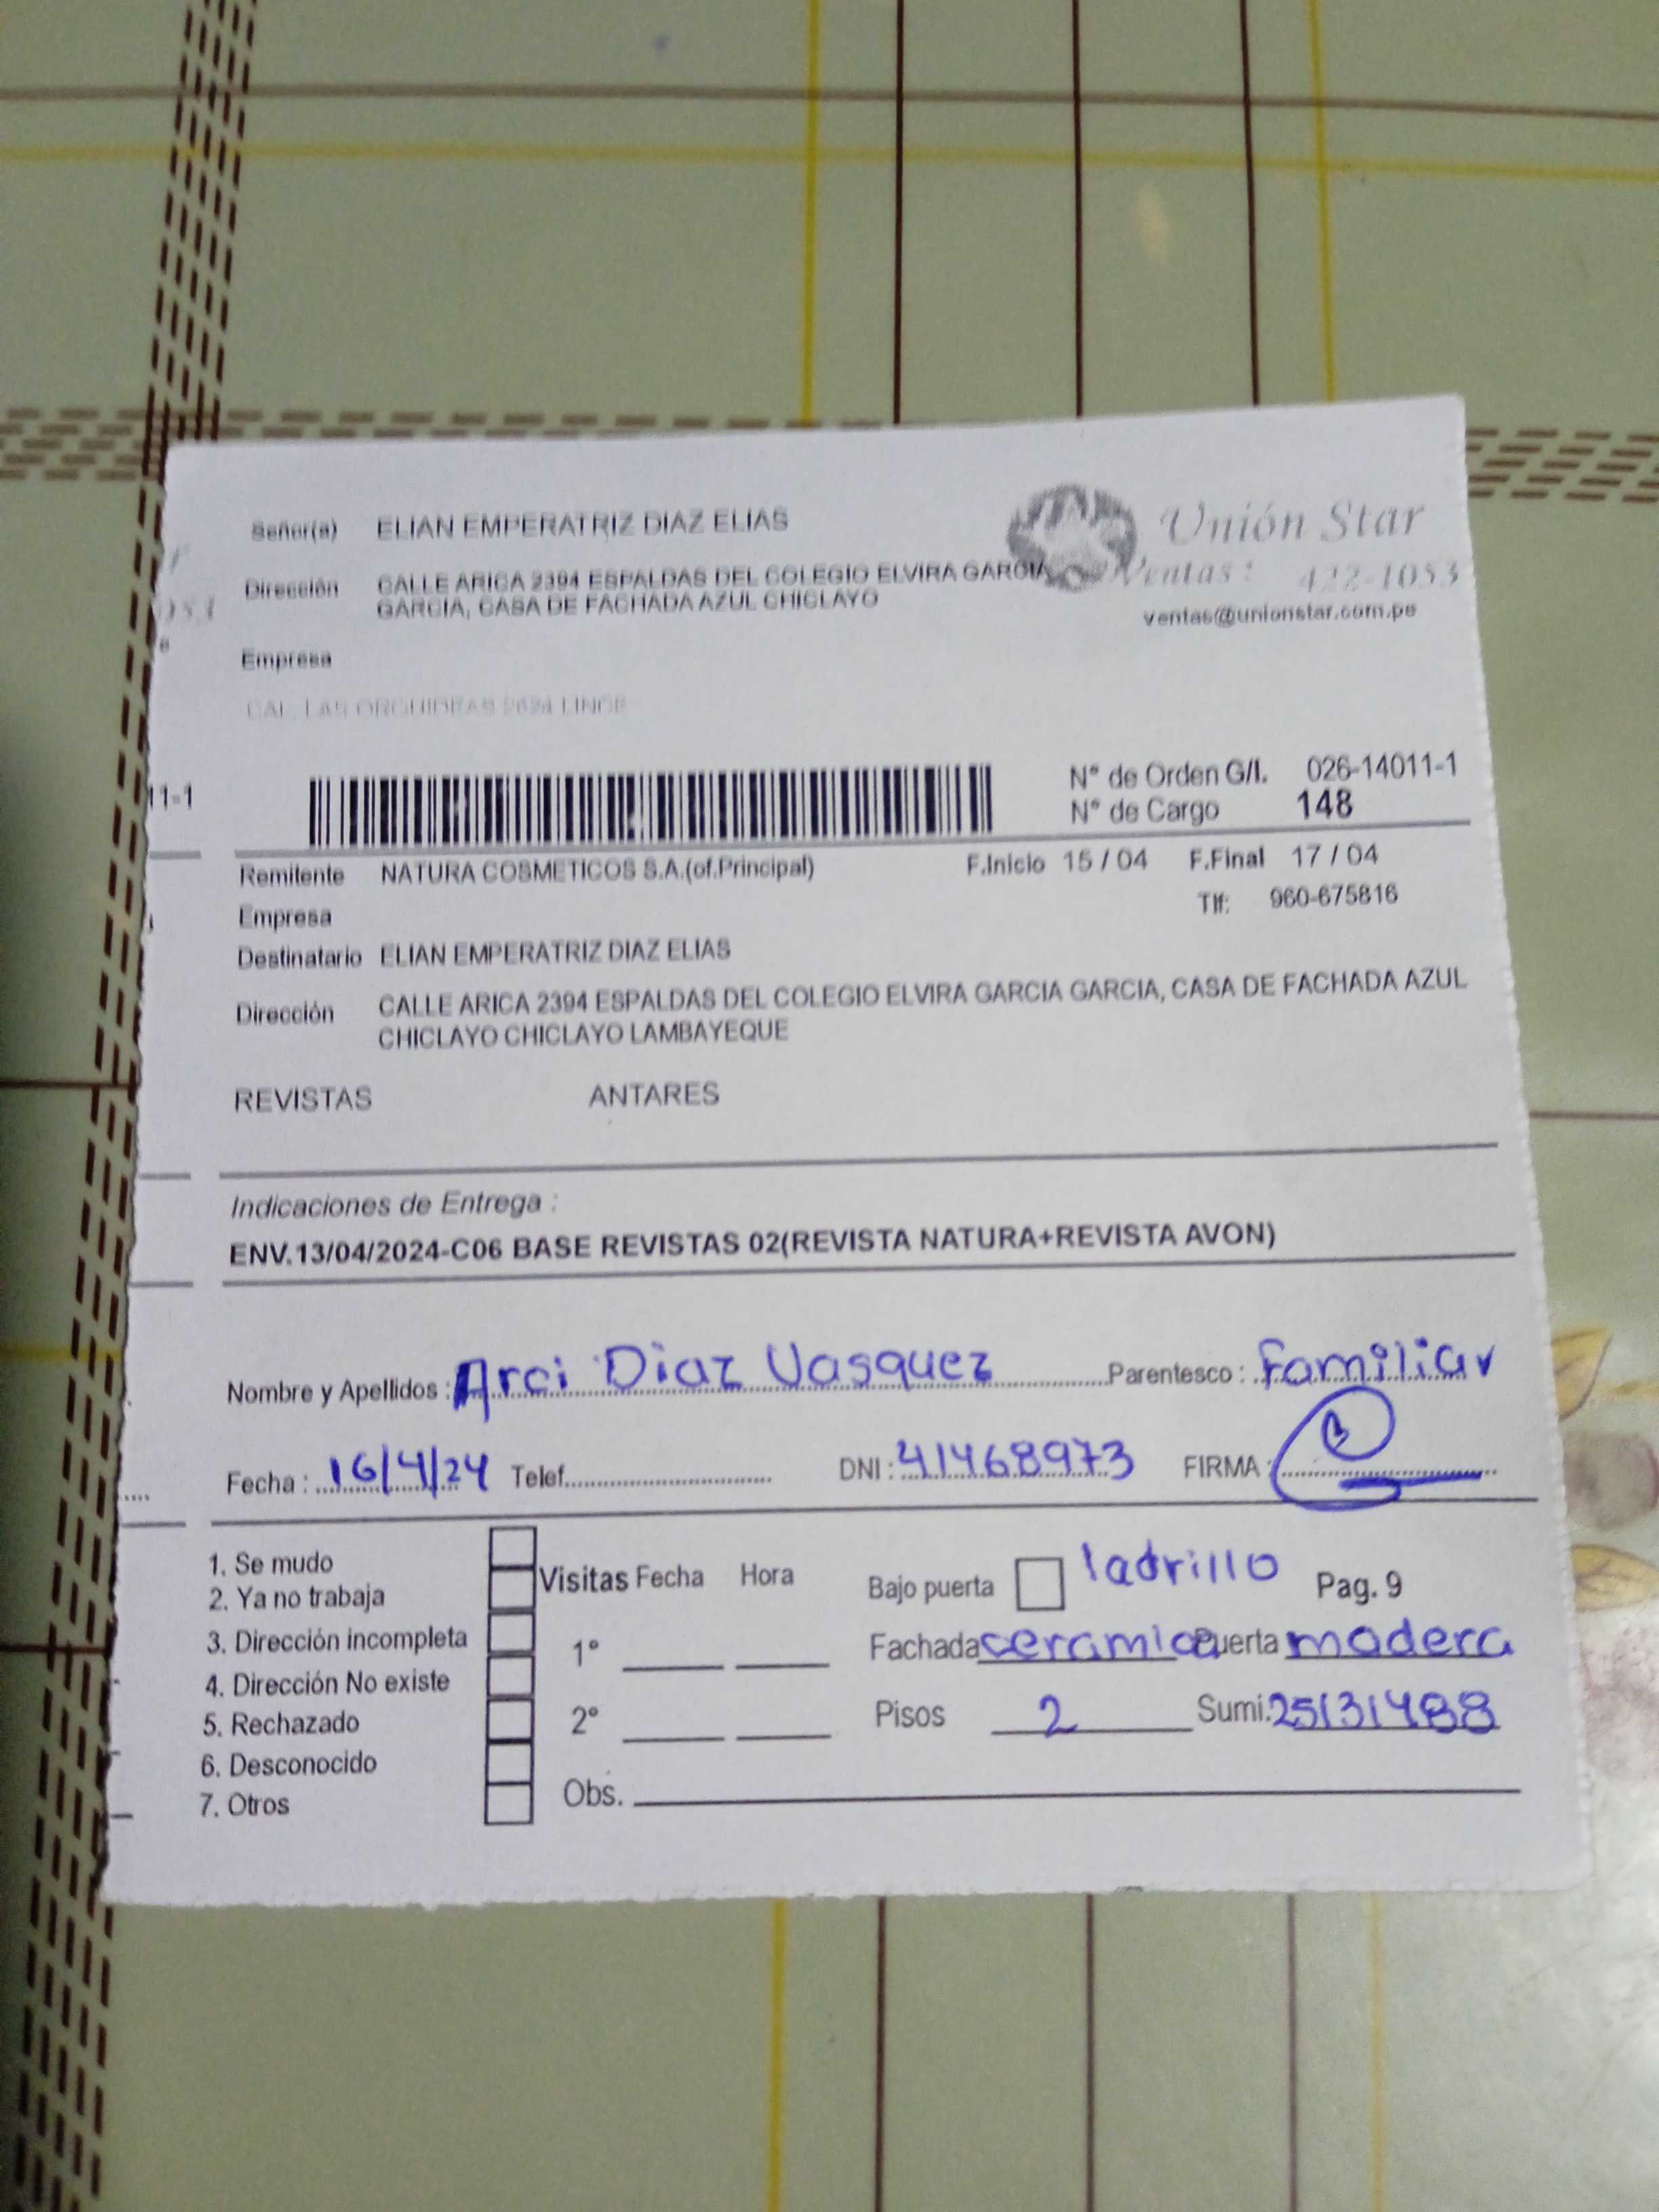 Señor(a) ELIAN EMPERATRIZ DIAZ ELIAS
Unión Star
Dirección CALLE ARICA 2394 ESPALDAS DEL COLEGIO ELVIRA GARCIA
GARCIA, CASA DE FACHADA AZUL CHICLAYO
Ventas: 422-1053
ventas@unionstar.com.pe
Empresa
CAL. LAS ORQUIDEAS 2624 LINCE
11-1
N° de Orden G/I. 026-14011-1
N° de Cargo 148
Remitente NATURA COSMETICOS S.A.(of.Principal) F.Inicio 15 / 04 F.Final 17 / 04
Empresa Tlf: 960-675816
Destinatario ELIAN EMPERATRIZ DIAZ ELIAS
Dirección CALLE ARICA 2394 ESPALDAS DEL COLEGIO ELVIRA GARCIA GARCIA, CASA DE FACHADA AZUL
CHICLAYO CHICLAYO LAMBAYEQUE
REVISTAS ANTARES
Indicaciones de Entrega :
ENV.13/04/2024-C06 BASE REVISTAS 02(REVISTA NATURA+REVISTA AVON)
Nombre y Apellidos : Arci Diaz Vasquez Parentesco : Familiar
Fecha : 16/4/24 Telef. DNI : 41468973 FIRMA :
1. Se mudo
2. Ya no trabaja
3. Dirección incompleta
4. Dirección No existe
5. Rechazado
6. Desconocido
7. Otros
Visitas Fecha Hora
1°
2°
Obs.
Bajo puerta ladrillo Pag. 9
Fachada ceramica Puerta madera
Pisos 2 Sumi: 25131488